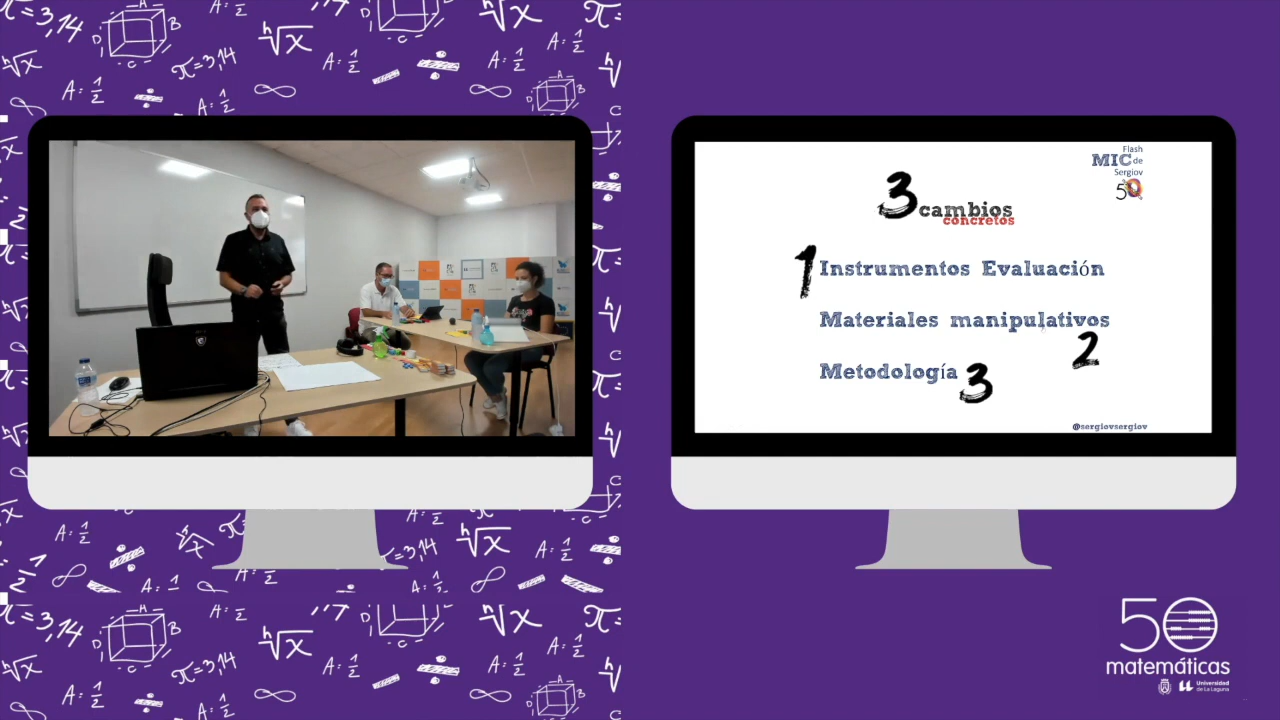 Flash
MIC de
Sergiov
50
3 cambios
concretos
1 Instrumentos Evaluación
Materiales manipulativos
2
Metodología 3
@sergiovsergiov
50
matemáticas
Universidad
de La Laguna
π=3,14
A=1/2
D A B C
n√x